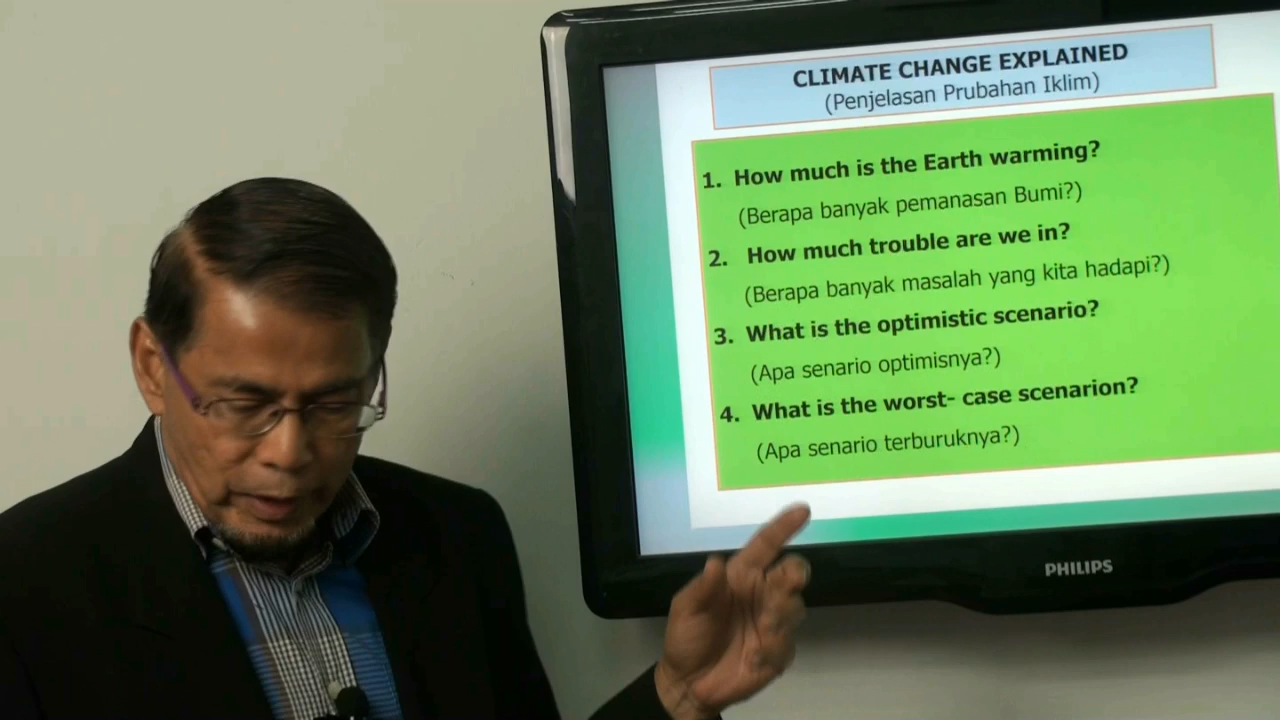 CLIMATE CHANGE EXPLAINED
(Penjelasan Prubahan Iklim)
1. How much is the Earth warming?
(Berapa banyak pemanasan Bumi?)
2. How much trouble are we in?
(Berapa banyak masalah yang kita hadapi?)
3. What is the optimistic scenario?
(Apa senario optimisnya?)
4. What is the worst- case scenarion?
(Apa senario terburuknya?)
PHILIPS